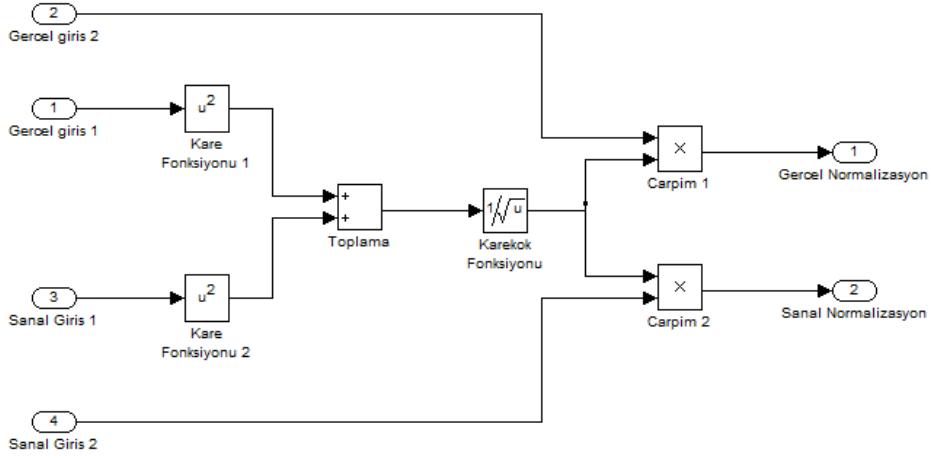 2
Gercel giris 2
1
Gercel giris 1
u2
Kare
Fonksiyonu 1
+
+
Toplama
1/√u
Karekok
Fonksiyonu
×
Carpim 1
1
Gercel Normalizasyon
3
Sanal Giris 1
u2
Kare
Fonksiyonu 2
×
Carpim 2
2
Sanal Normalizasyon
4
Sanal Giris 2